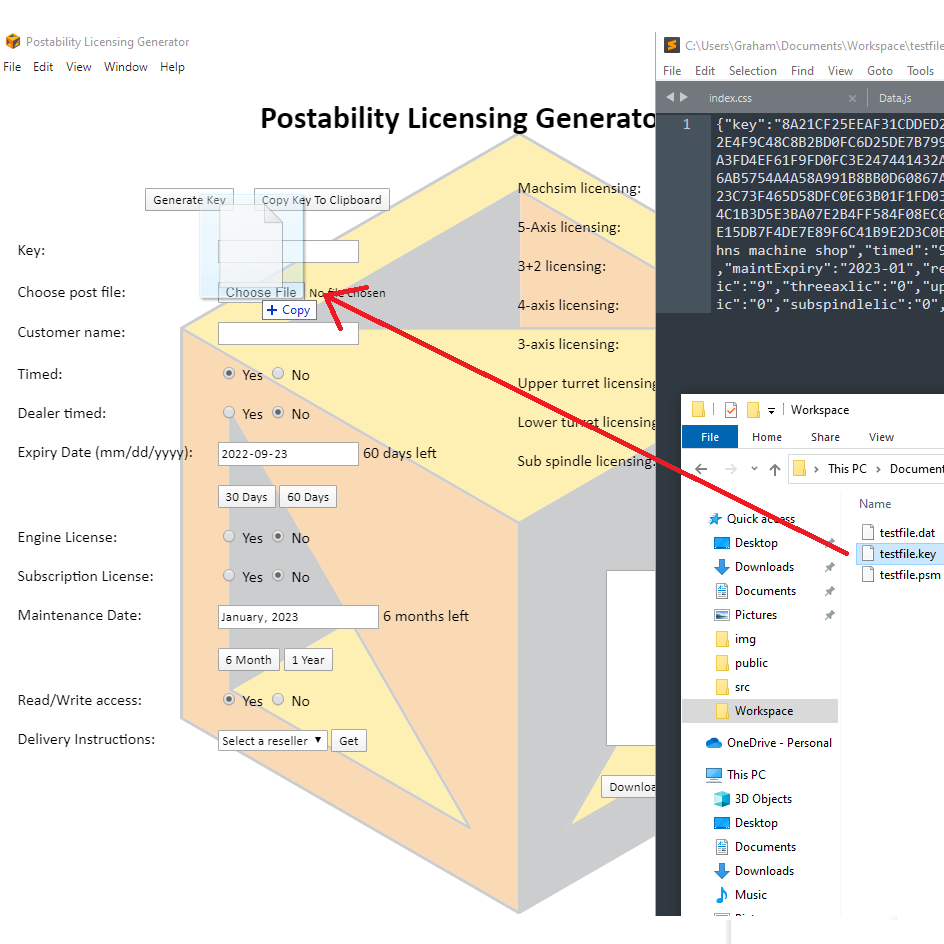 Postability Licensing Generator
File Edit View Window Help
Postability Licensing Generato
Generate Key
Copy Key To Clipboard
Key:
Choose post file:
Choose File
No file chosen
+ Copy
Customer name:
Timed:
Yes
No
Dealer timed:
Yes
No
Expiry Date (mm/dd/yyyy):
2022-09-23
60 days left
30 Days
60 Days
Engine License:
Yes
No
Subscription License:
Yes
No
Maintenance Date:
January, 2023
6 months left
6 Month
1 Year
Read/Write access:
Yes
No
Delivery Instructions:
Select a reseller
Get
Machsim licensing:
5-Axis licensing:
3+2 licensing:
4-axis licensing:
3-axis licensing:
Upper turret licensing
Lower turret licensing
Sub spindle licensing:
Downloa
C:\Users\Graham\Documents\Workspace\testfile
File Edit Selection Find View Goto Tools
index.css
Data.js
1
{"key":"8A21CF25EEAF31CDDED2
2E4F9C48C8B2BD0FC6D25DE7B799
A3FD4EF61F9FD0FC3E247441432A
6AB5754A4A58A991B8BB0D60867A
23C73F465D58DFC0E63B01F1FD03
4C1B3D5E3BA07E2B4FF584F08EC0
E15DB7F4DE7E89F6C41B9E2D3C0E
hns machine shop","timed":"9
,"maintExpiry":"2023-01","re
ic":"9","threeaxlic":"0","up
ic":"0","subspindlelic":"0",
Workspace
File Home Share View
This PC > Document
Name
testfile.dat
testfile.key
testfile.psm
Quick access
Desktop
Downloads
Documents
Pictures
img
public
src
Workspace
OneDrive - Personal
This PC
3D Objects
Desktop
Documents
Downloads
Music